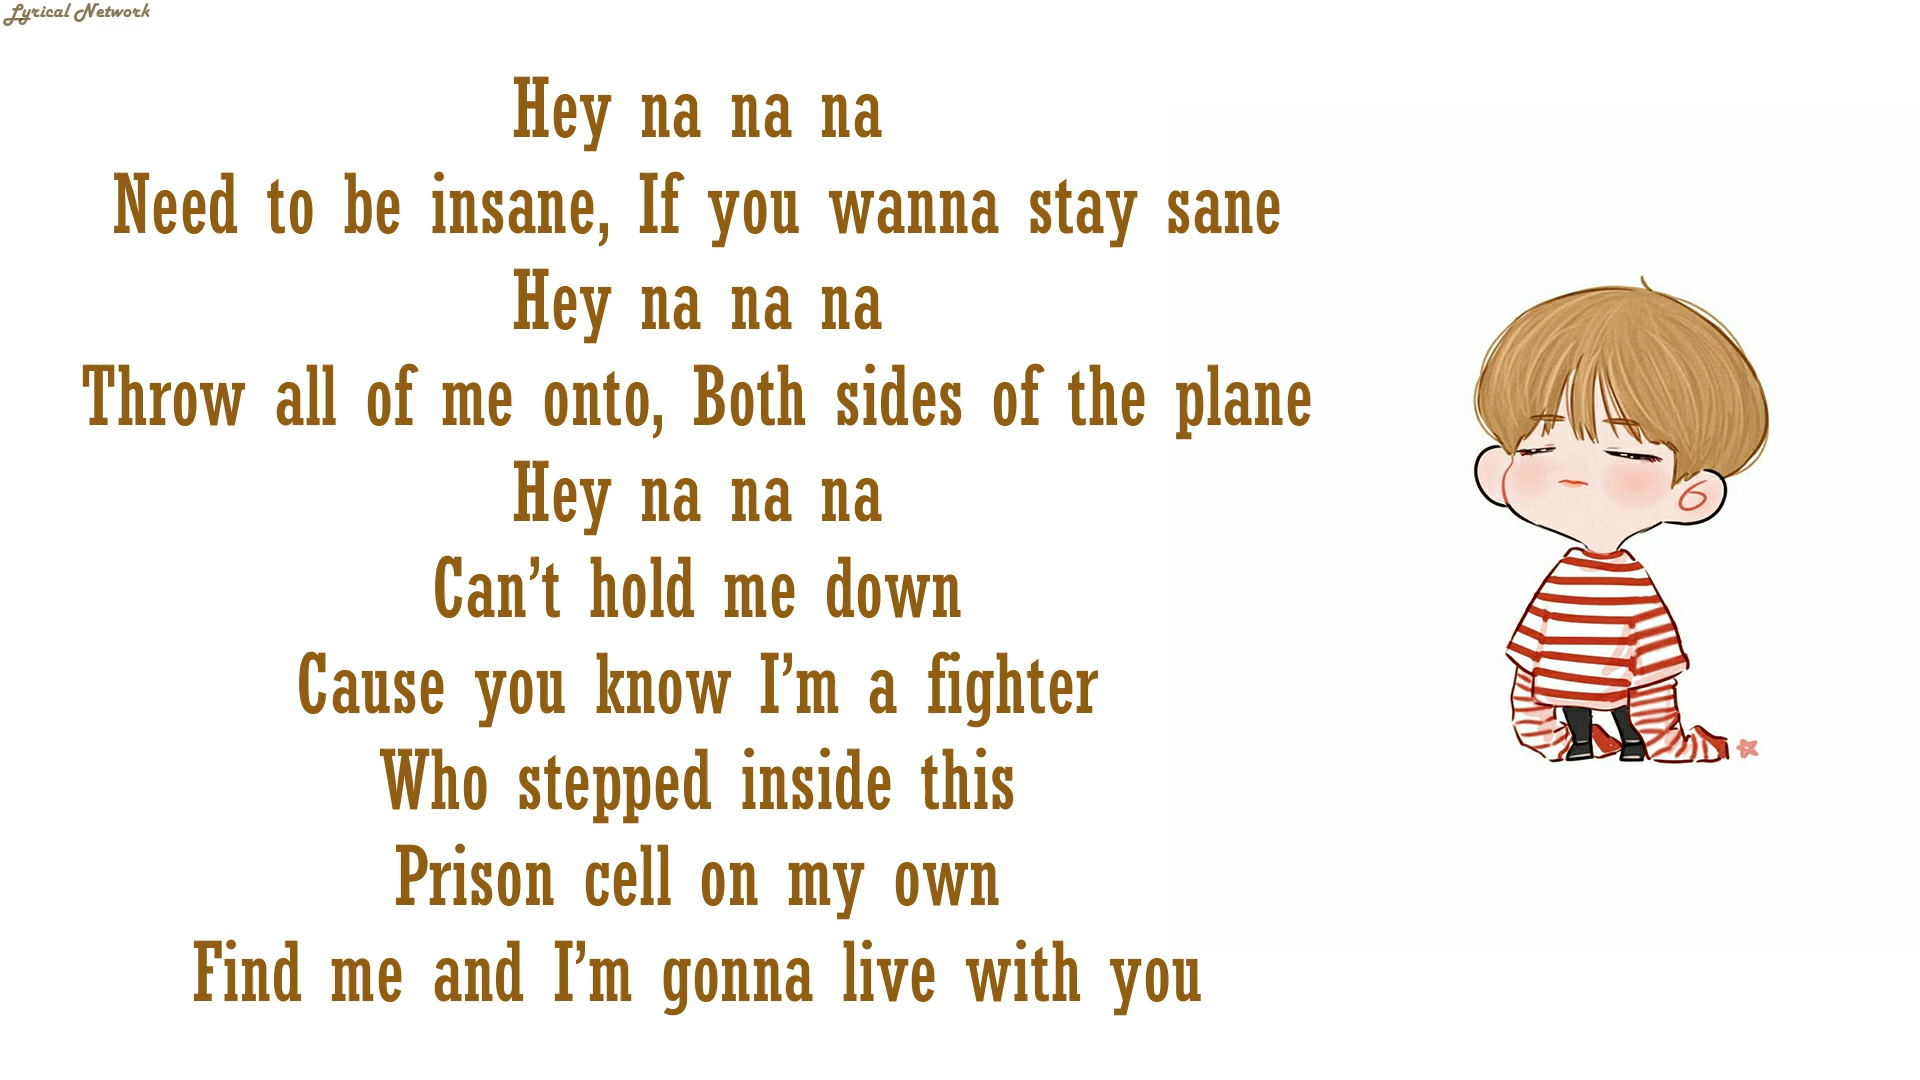 Lyrical Network
Hey na na na
Need to be insane, If you wanna stay sane
Hey na na na
Throw all of me onto, Both sides of the plane
Hey na na na
Can’t hold me down
Cause you know I’m a fighter
Who stepped inside this
Prison cell on my own
Find me and I’m gonna live with you